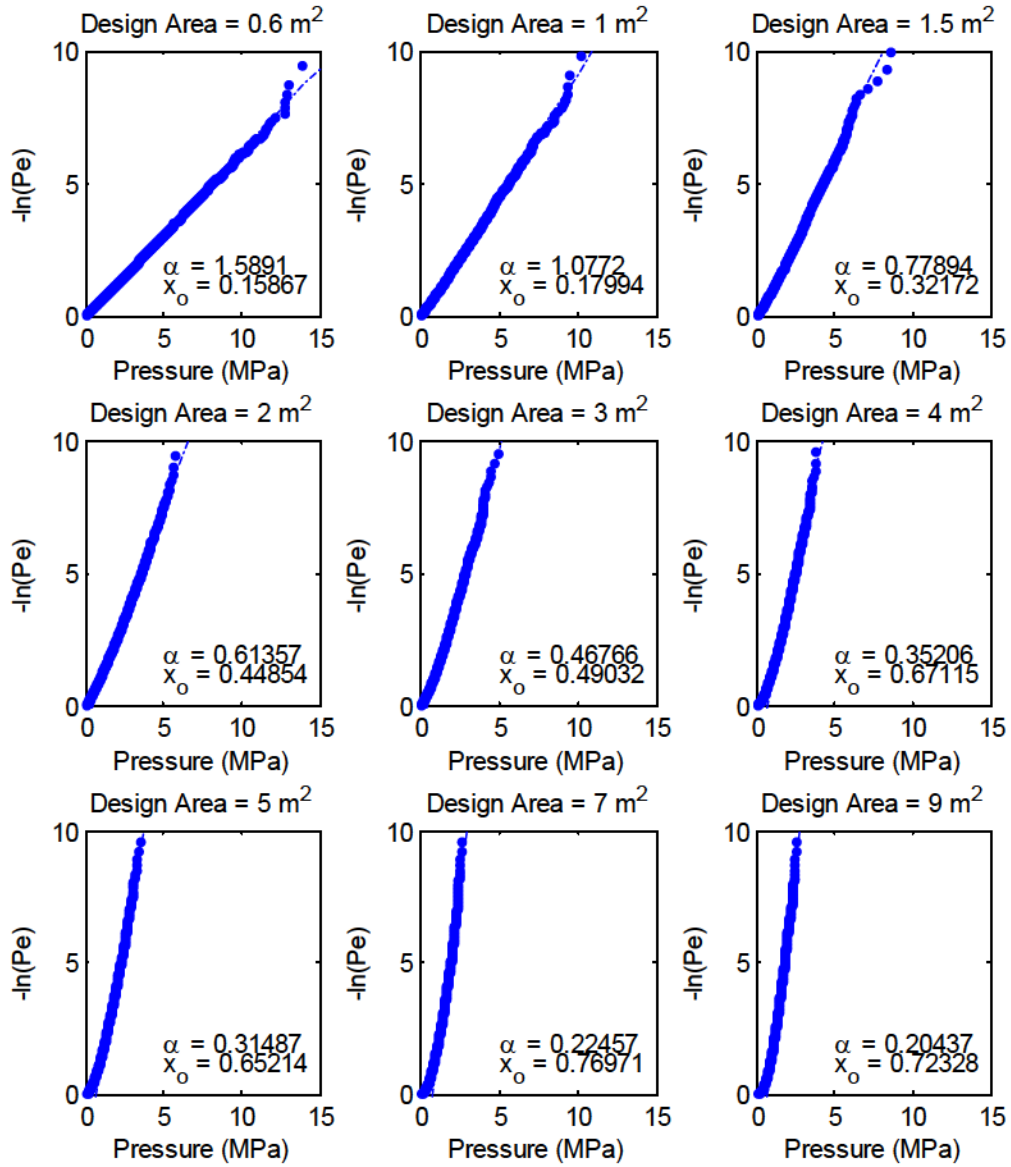 Design Area = 0.6 m²
10
5
0
-ln(Pe)
α = 1.5891
xₒ = 0.15867
0 5 10 15
Pressure (MPa)
Design Area = 1 m²
10
5
0
-ln(Pe)
α = 1.0772
xₒ = 0.17994
0 5 10 15
Pressure (MPa)
Design Area = 1.5 m²
10
5
0
-ln(Pe)
α = 0.77894
xₒ = 0.32172
0 5 10 15
Pressure (MPa)
Design Area = 2 m²
10
5
0
-ln(Pe)
α = 0.61357
xₒ = 0.44854
0 5 10 15
Pressure (MPa)
Design Area = 3 m²
10
5
0
-ln(Pe)
α = 0.46766
xₒ = 0.49032
0 5 10 15
Pressure (MPa)
Design Area = 4 m²
10
5
0
-ln(Pe)
α = 0.35206
xₒ = 0.67115
0 5 10 15
Pressure (MPa)
Design Area = 5 m²
10
5
0
-ln(Pe)
α = 0.31487
xₒ = 0.65214
0 5 10 15
Pressure (MPa)
Design Area = 7 m²
10
5
0
-ln(Pe)
α = 0.22457
xₒ = 0.76971
0 5 10 15
Pressure (MPa)
Design Area = 9 m²
10
5
0
-ln(Pe)
α = 0.20437
xₒ = 0.72328
0 5 10 15
Pressure (MPa)